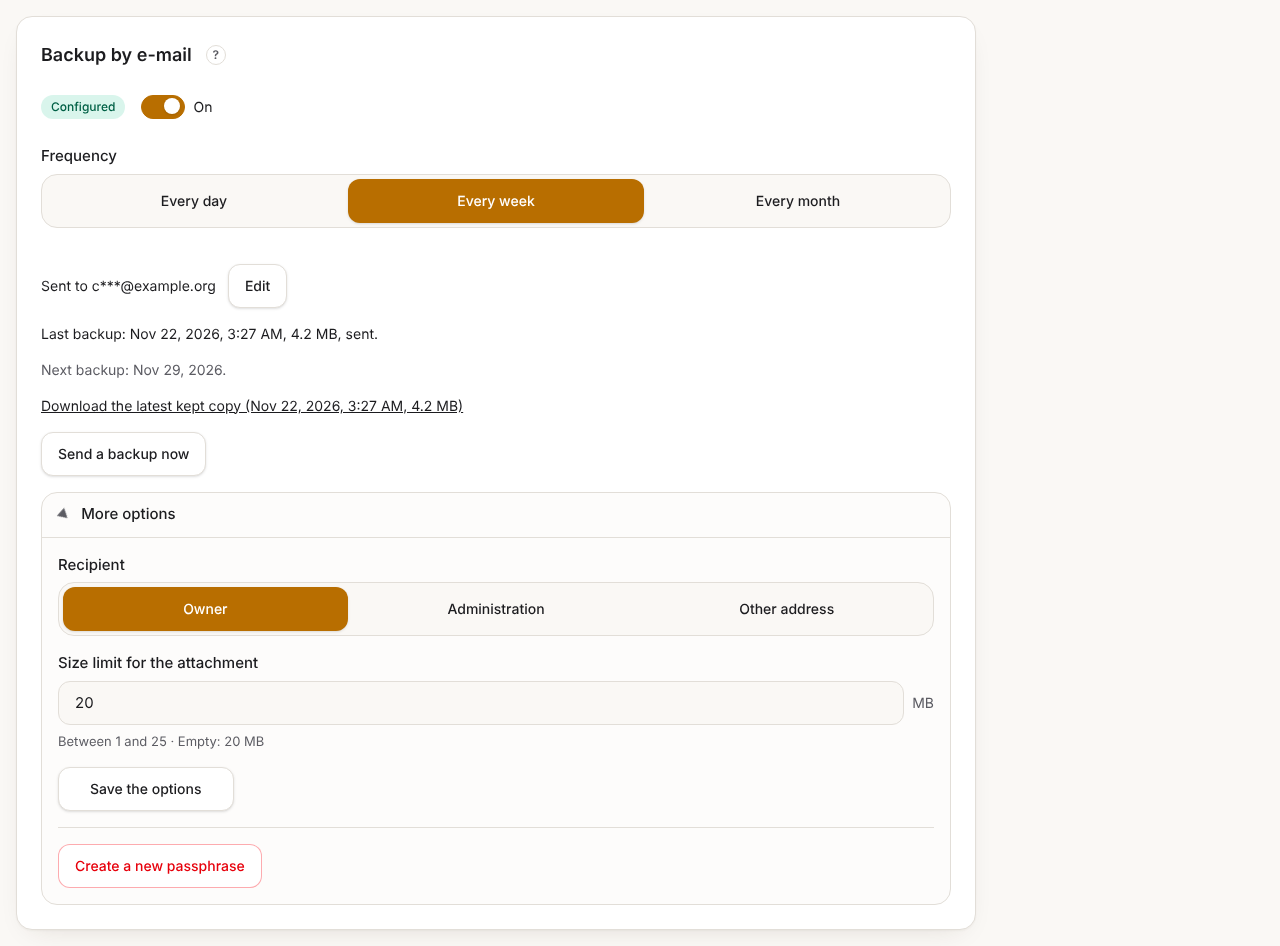 Backup by e-mail ?
Configured On
Frequency
Every day Every week Every month
Sent to c***@example.org Edit
Last backup: Nov 22, 2026, 3:27 AM, 4.2 MB, sent.
Next backup: Nov 29, 2026.
Download the latest kept copy (Nov 22, 2026, 3:27 AM, 4.2 MB)
Send a backup now
More options
Recipient
Owner Administration Other address
Size limit for the attachment
20 MB
Between 1 and 25 · Empty: 20 MB
Save the options
Create a new passphrase